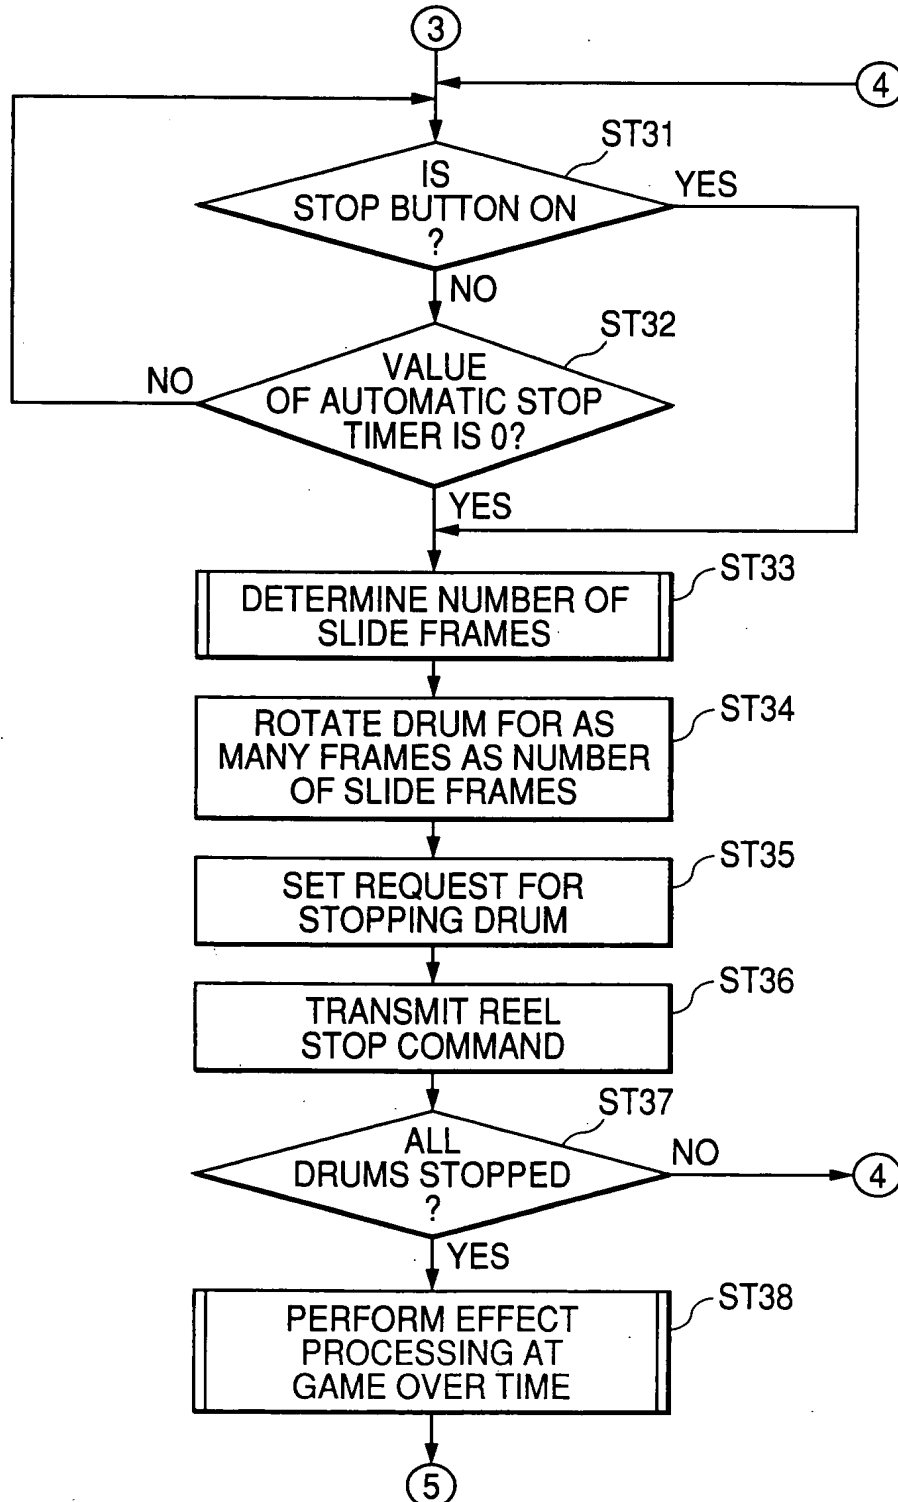 3
4
ST31
IS
STOP BUTTON ON
?
YES
NO
ST32
VALUE
OF AUTOMATIC STOP
TIMER IS 0?
NO
YES
ST33
DETERMINE NUMBER OF
SLIDE FRAMES
ST34
ROTATE DRUM FOR AS
MANY FRAMES AS NUMBER
OF SLIDE FRAMES
ST35
SET REQUEST FOR
STOPPING DRUM
ST36
TRANSMIT REEL
STOP COMMAND
ST37
ALL
DRUMS STOPPED
?
NO
4
YES
ST38
PERFORM EFFECT
PROCESSING AT
GAME OVER TIME
5